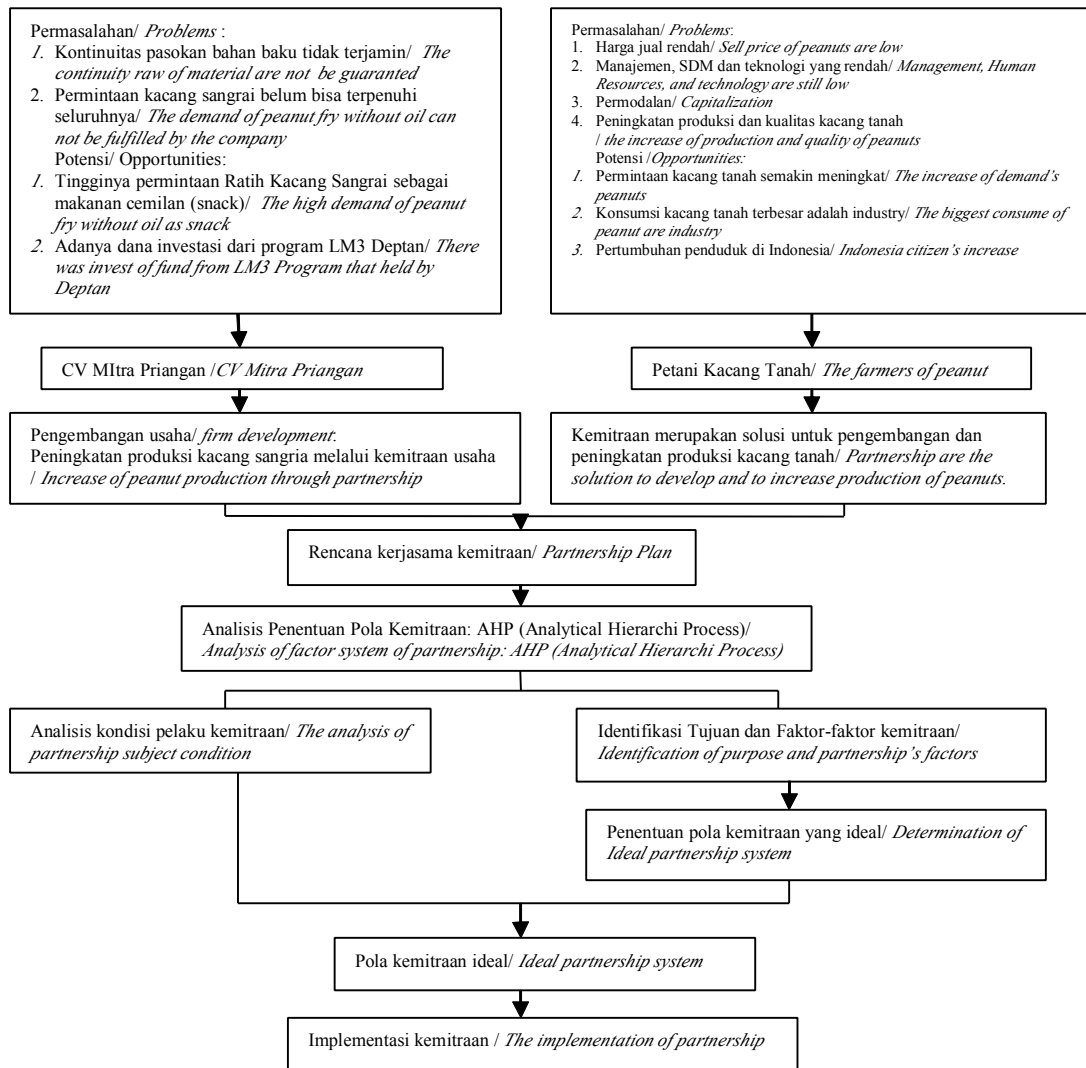 Permasalahan/ Problems :
1. Kontinuitas pasokan bahan baku tidak terjamin/ The
continuity raw of material are not be guaranted
2. Permintaan kacang sangrai belum bisa terpenuhi
seluruhnya/ The demand of peanut fry without oil can
not be fulfilled by the company
Potensi/ Opportunities:
1. Tingginya permintaan Ratih Kacang Sangrai sebagai
makanan cemilan (snack)/ The high demand of peanut
fry without oil as snack
2. Adanya dana investasi dari program LM3 Deptan/ There
was invest of fund from LM3 Program that held by
Deptan
Permasalahan/ Problems:
1. Harga jual rendah/ Sell price of peanuts are low
2. Manajemen, SDM dan teknologi yang rendah/ Management, Human
Resources, and technology are still low
3. Permodalan/ Capitalization
4. Peningkatan produksi dan kualitas kacang tanah
/ the increase of production and quality of peanuts
Potensi /Opportunities:
1. Permintaan kacang tanah semakin meningkat/ The increase of demand's
peanuts
2. Konsumsi kacang tanah terbesar adalah industry/ The biggest consume of
peanut are industry
3. Pertumbuhan penduduk di Indonesia/ Indonesia citizen's increase
CV MItra Priangan /CV Mitra Priangan
Petani Kacang Tanah/ The farmers of peanut
Pengembangan usaha/ firm development:
Peningkatan produksi kacang sangria melalui kemitraan usaha
/ Increase of peanut production through partnership
Kemitraan merupakan solusi untuk pengembangan dan
peningkatan produksi kacang tanah/ Partnership are the
solution to develop and to increase production of peanuts.
Rencana kerjasama kemitraan/ Partnership Plan
Analisis Penentuan Pola Kemitraan: AHP (Analytical Hierarchi Process)/
Analysis of factor system of partnership: AHP (Analytical Hierarchi Process)
Analisis kondisi pelaku kemitraan/ The analysis of
partnership subject condition
Identifikasi Tujuan dan Faktor-faktor kemitraan/
Identification of purpose and partnership's factors
Penentuan pola kemitraan yang ideal/ Determination of
Ideal partnership system
Pola kemitraan ideal/ Ideal partnership system
Implementasi kemitraan / The implementation of partnership